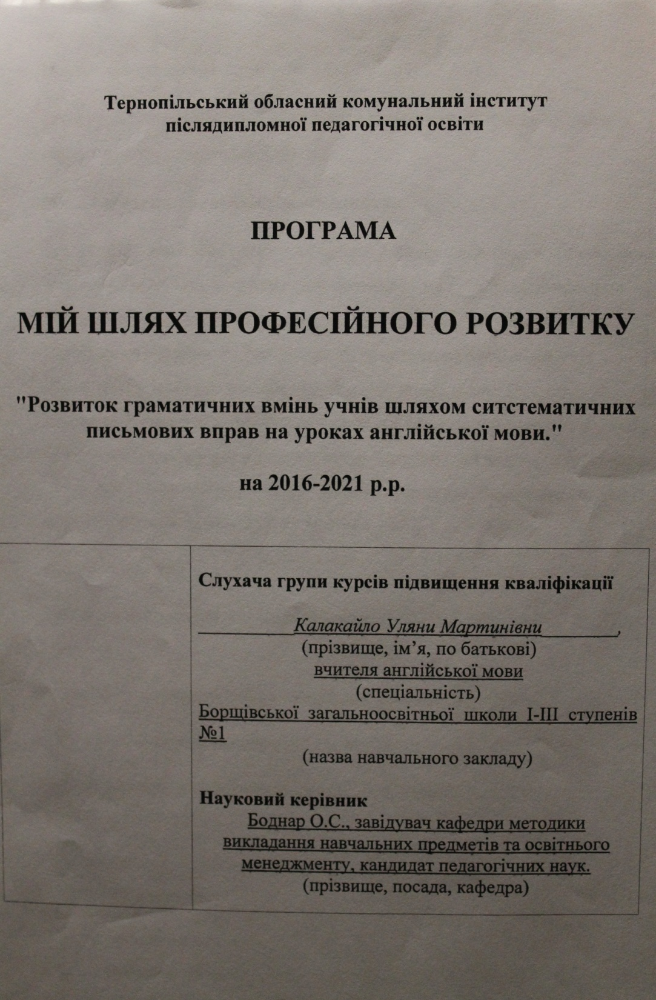 Тернопільський обласний комунальний інститут
післядипломної педагогічної освіти
ПРОГРАМА
МІЙ ШЛЯХ ПРОФЕСІЙНОГО РОЗВИТКУ
"Розвиток граматичних вмінь учнів шляхом ситстематичних
письмових вправ на уроках англійської мови."
на 2016-2021 р.р.
Слухача групи курсів підвищення кваліфікації
Калакайло Уляни Мартинівни,
(прізвище, ім’я, по батькові)
вчителя англійської мови
(спеціальність)
Борщівської загальноосвітньої школи І-ІІІ ступенів
№1
(назва навчального закладу)
Науковий керівник
Боднар О.С., завідувач кафедри методики
викладання навчальних предметів та освітнього
менеджменту, кандидат педагогічних наук.
(прізвище, посада, кафедра)